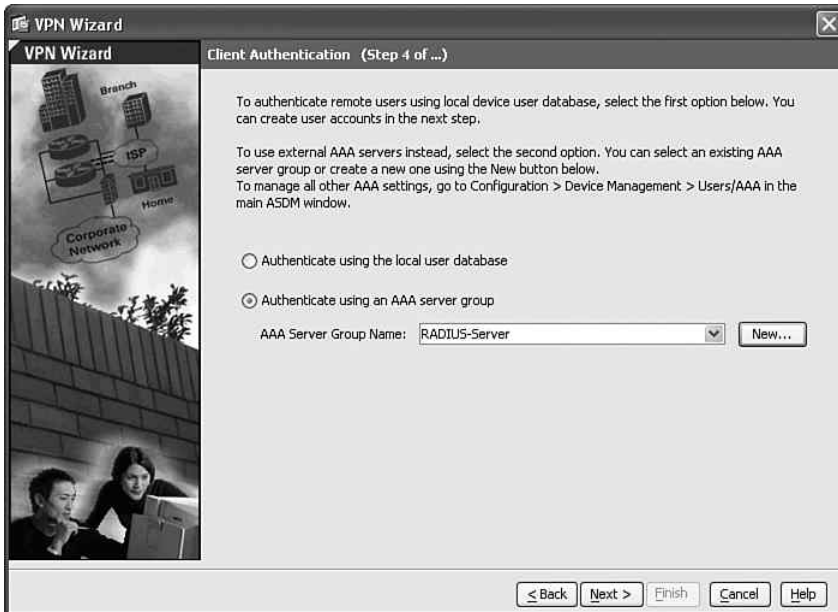 VPN Wizard
VPN Wizard
Client Authentication (Step 4 of ...)
Branch
ISP
Home
Corporate
Network
To authenticate remote users using local device user database, select the first option below. You
can create user accounts in the next step.
To use external AAA servers instead, select the second option. You can select an existing AAA
server group or create a new one using the New button below.
To manage all other AAA settings, go to Configuration > Device Management > Users/AAA in the
main ASDM window.
Authenticate using the local user database
Authenticate using an AAA server group
AAA Server Group Name: RADIUS-Server New...
< Back Next > Finish Cancel Help